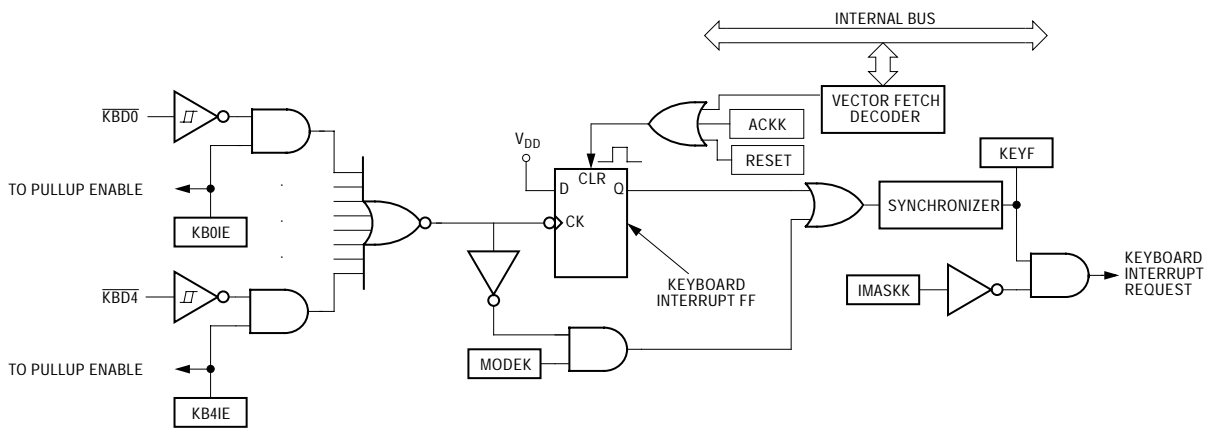 INTERNAL BUS
KBD0
VECTOR FETCH
DECODER
ACKK
VDD
RESET
KEYF
CLR
TO PULLUP ENABLE
D
Q
SYNCHRONIZER
KB0IE
CK
KEYBOARD
INTERRUPT FF
KEYBOARD
INTERRUPT
REQUEST
KBD4
IMASKK
MODEK
TO PULLUP ENABLE
KB4IE